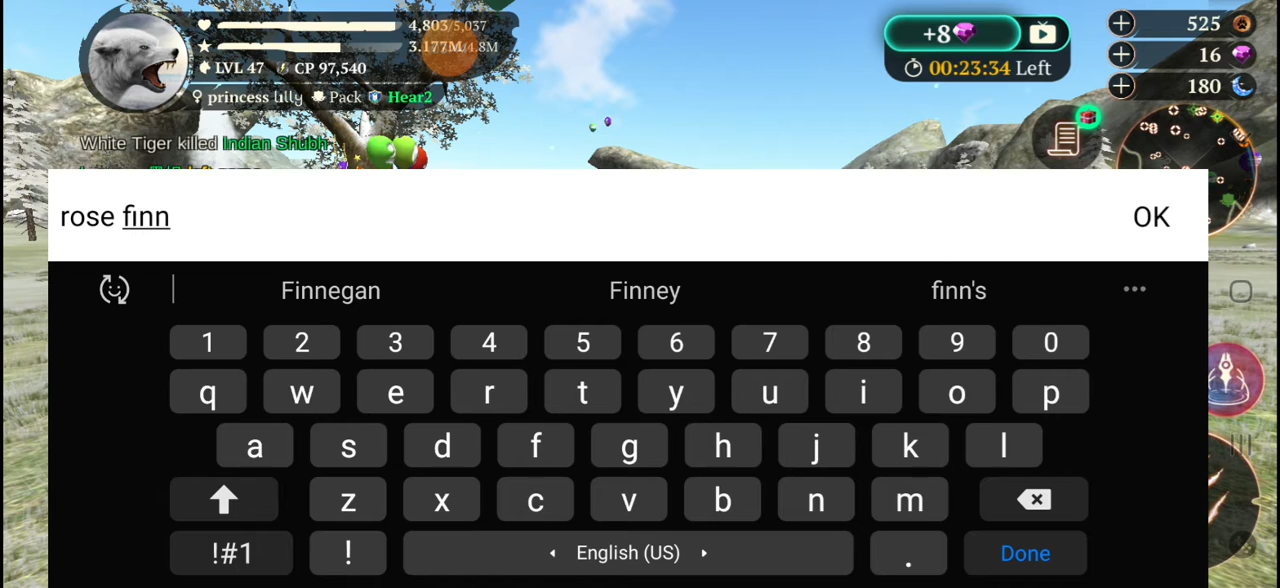 4,803/5,037
3.177M/4.8M
LVL 47 CP 97,540
princess lilly Pack Hear2
White Tiger killed Indian Shubh
+8
00:23:34 Left
525
16
180
rose finn
OK
Finnegan Finney finn's
1 2 3 4 5 6 7 8 9 0
q w e r t y u i o p
a s d f g h j k l
z x c v b n m
!#1 ! English (US) . Done